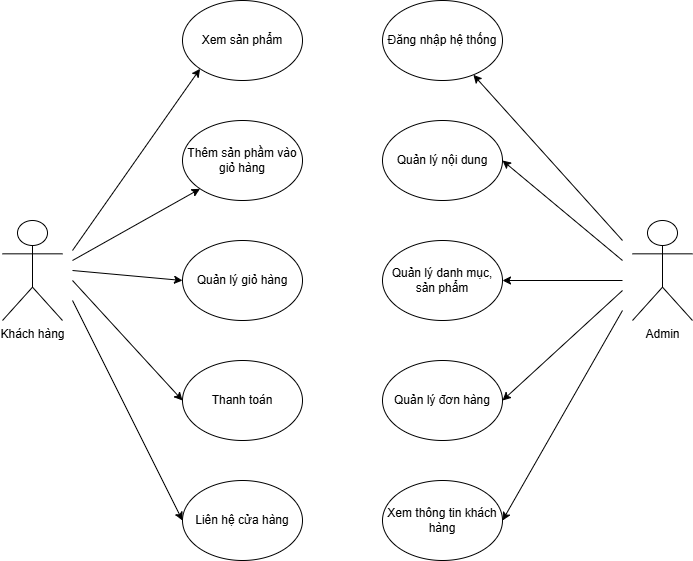 Xem sản phẩm
Đăng nhập hệ thống
Thêm sản phầm vào
giỏ hàng
Quản lý nội dung
Quản lý giỏ hàng
Quản lý danh mục,
sản phẩm
Khách hàng
Admin
Thanh toán
Quản lý đơn hàng
Liên hệ cửa hàng
Xem thông tin khách
hàng